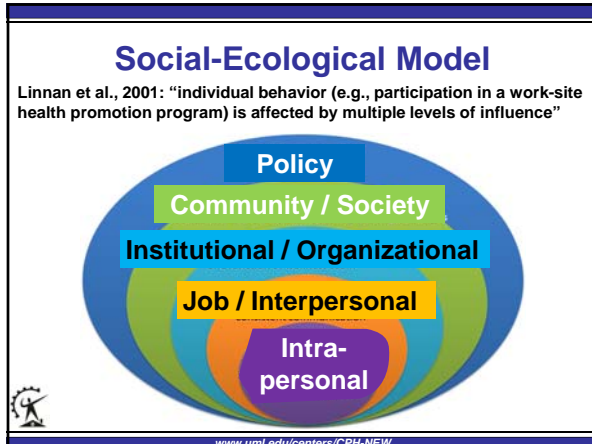 Social-Ecological Model
Linnan et al., 2001: “individual behavior (e.g., participation in a work-site
health promotion program) is affected by multiple levels of influence”
Policy
Community / Society
Institutional / Organizational
Job / Interpersonal
Intra-
personal
www.uml.edu/centers/CPH-NEW